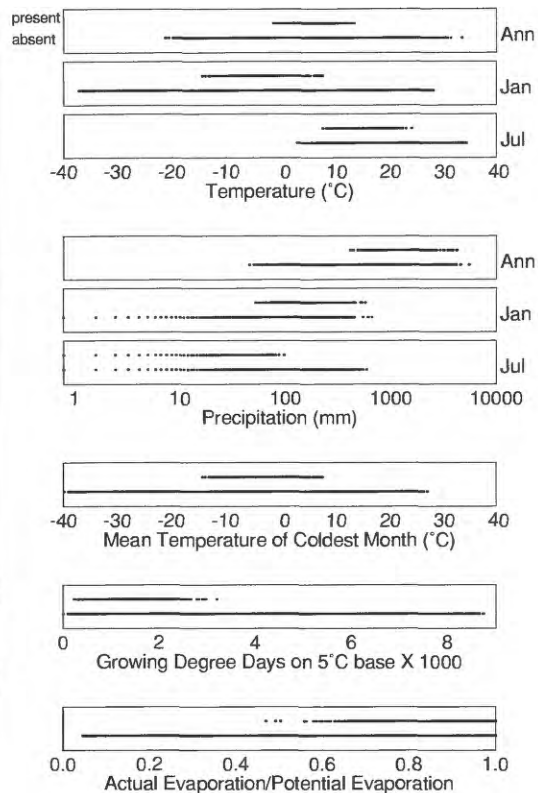 present
absent
Ann
Jan
Jul
-40 -30 -20 -10 0 10 20 30 40
Temperature (˚C)
Ann
Jan
Jul
1 10 100 1000 10000
Precipitation (mm)
-40 -30 -20 -10 0 10 20 30 40
Mean Temperature of Coldest Month (˚C)
0 2 4 6 8
Growing Degree Days on 5˚C base X 1000
0.0 0.2 0.4 0.6 0.8 1.0
Actual Evaporation/Potential Evaporation